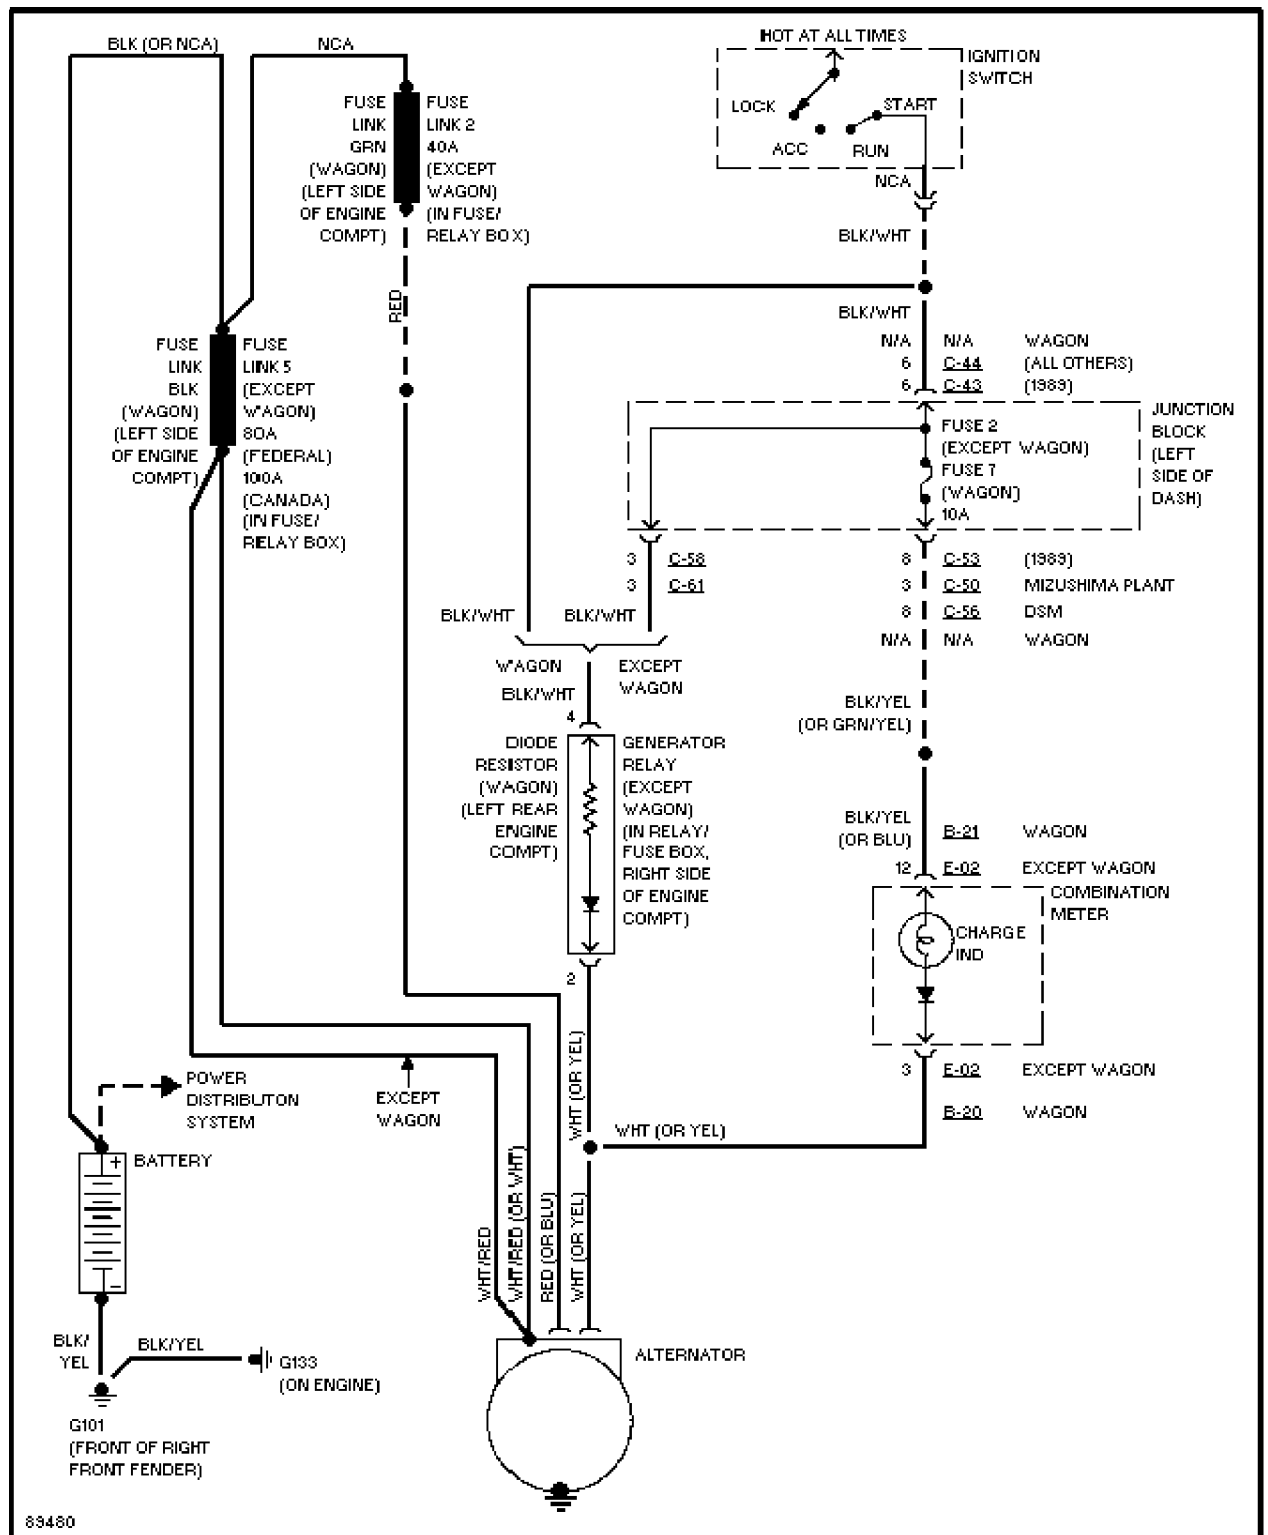 BLK (OR NCA)
NCA
HOT AT ALL TIMES
IGNITION
SWITCH
LOCK
START
ACC
RUN
NCA
FUSE
LINK
GRN
(WAGON)
(LEFT SIDE
OF ENGINE
COMPT)
FUSE
LINK 2
40A
(EXCEPT
WAGON)
(IN FUSE/
RELAY BOX)
BLK/WHT
RED
BLK/WHT
N/A N/A WAGON
6 C-44 (ALL OTHERS)
6 C-43 (1989)
FUSE
LINK
BLK
(WAGON)
(LEFT SIDE
OF ENGINE
COMPT)
FUSE
LINK 5
(EXCEPT
WAGON)
80A
(FEDERAL)
100A
(CANADA)
(IN FUSE/
RELAY BOX)
JUNCTION
BLOCK
(LEFT
SIDE OF
DASH)
FUSE 2
(EXCEPT WAGON)
FUSE 7
(WAGON)
10A
3 C-58
3 C-61
8 C-53 (1989)
3 C-50 MIZUSHIMA PLANT
8 C-56 DSM
N/A N/A WAGON
BLK/WHT
BLK/WHT
WAGON
EXCEPT
WAGON
BLK/WHT
4
BLK/YEL
(OR GRN/YEL)
DIODE
RESISTOR
(WAGON)
(LEFT REAR
ENGINE
COMPT)
GENERATOR
RELAY
(EXCEPT
WAGON)
(IN RELAY/
FUSE BOX,
RIGHT SIDE
OF ENGINE
COMPT)
BLK/YEL
(OR BLU)
B-21 WAGON
12 E-02 EXCEPT WAGON
COMBINATION
METER
CHARGE
IND
2
WHT (OR YEL)
3 E-02 EXCEPT WAGON
B-20 WAGON
POWER
DISTRIBUTON
SYSTEM
EXCEPT
WAGON
WHT (OR YEL)
BATTERY
+
-
WHT/RED
WHT/RED (OR WHT)
RED (OR BLU)
WHT (OR YEL)
BLK/
YEL
BLK/YEL
G133
(ON ENGINE)
ALTERNATOR
G101
(FRONT OF RIGHT
FRONT FENDER)
89480